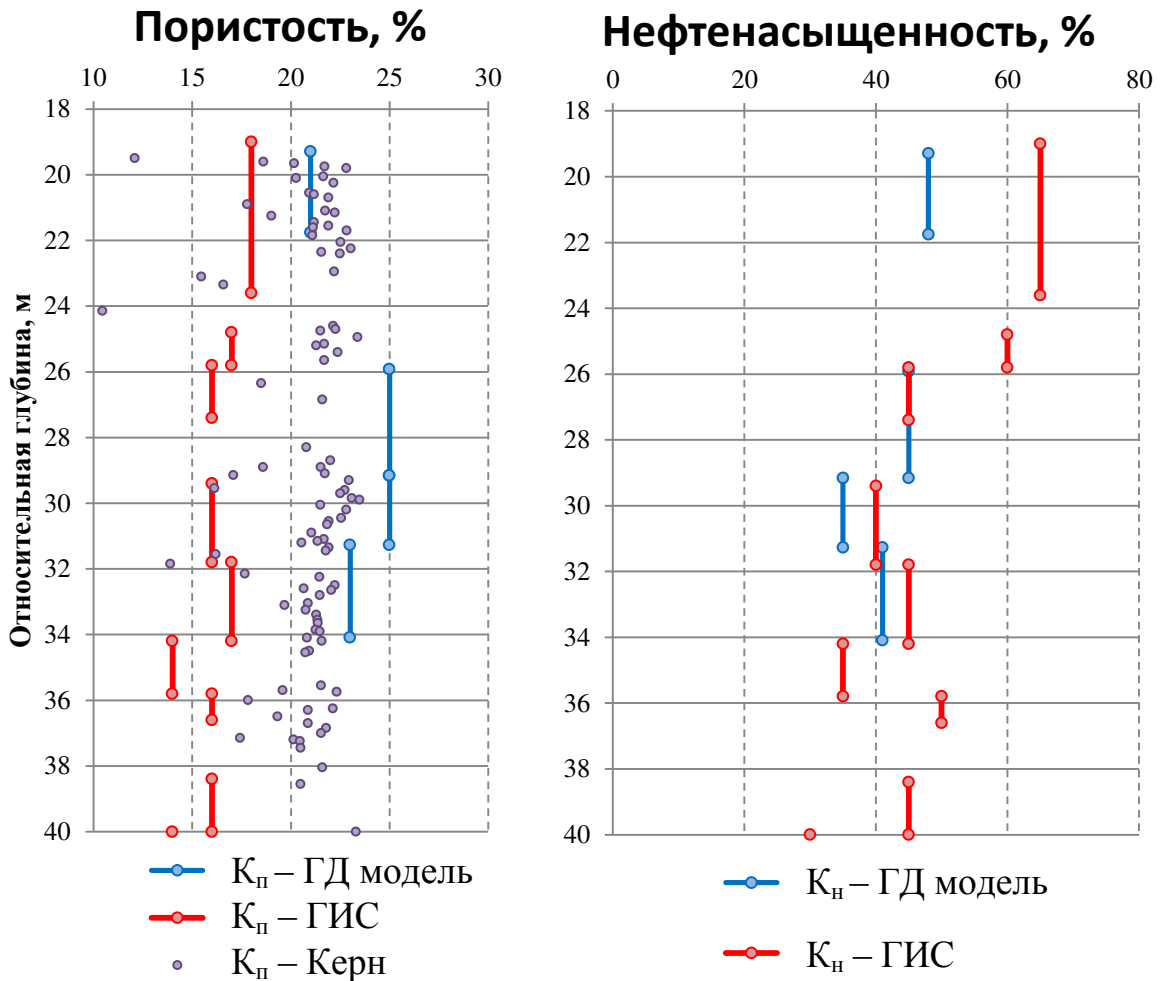 Пористость, %
10 15 20 25 30
18
20
22
24
26
28
30
32
34
36
38
40
Относительная глубина, м
Кп – ГД модель
Кп – ГИС
Кп – Керн
Нефтенасыщенность, %
0 20 40 60 80
18
20
22
24
26
28
30
32
34
36
38
40
Кн – ГД модель
Кн – ГИС